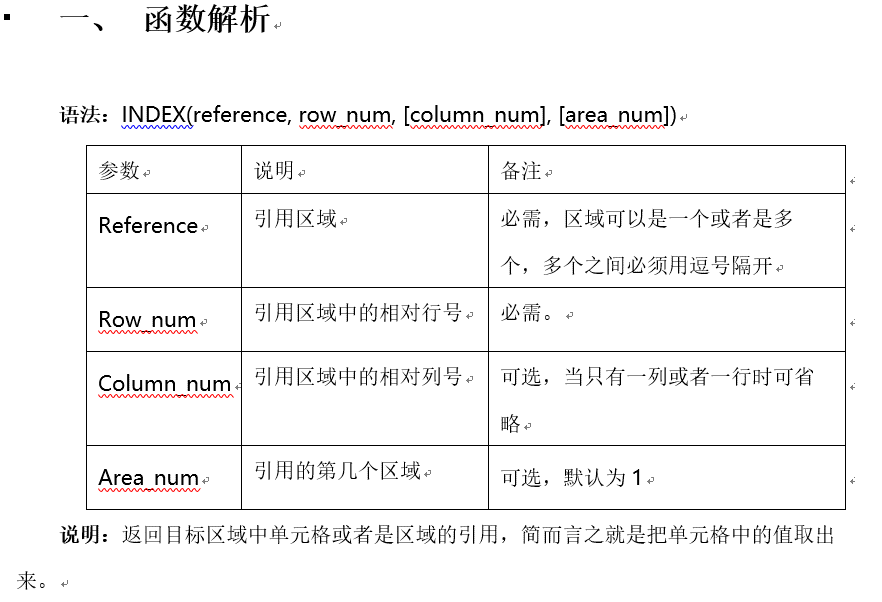 一、 函数解析
语法：INDEX(reference, row_num, [column_num], [area_num])
参数 说明 备注
Reference 引用区域 必需，区域可以是一个或者是多
个，多个之间必须用逗号隔开
Row_num 引用区域中的相对行号 必需。
Column_num 引用区域中的相对列号 可选，当只有一列或者一行时可省
略
Area_num 引用的第几个区域 可选，默认为 1
说明：返回目标区域中单元格或者是区域的引用，简而言之就是把单元格中的值取出
来。